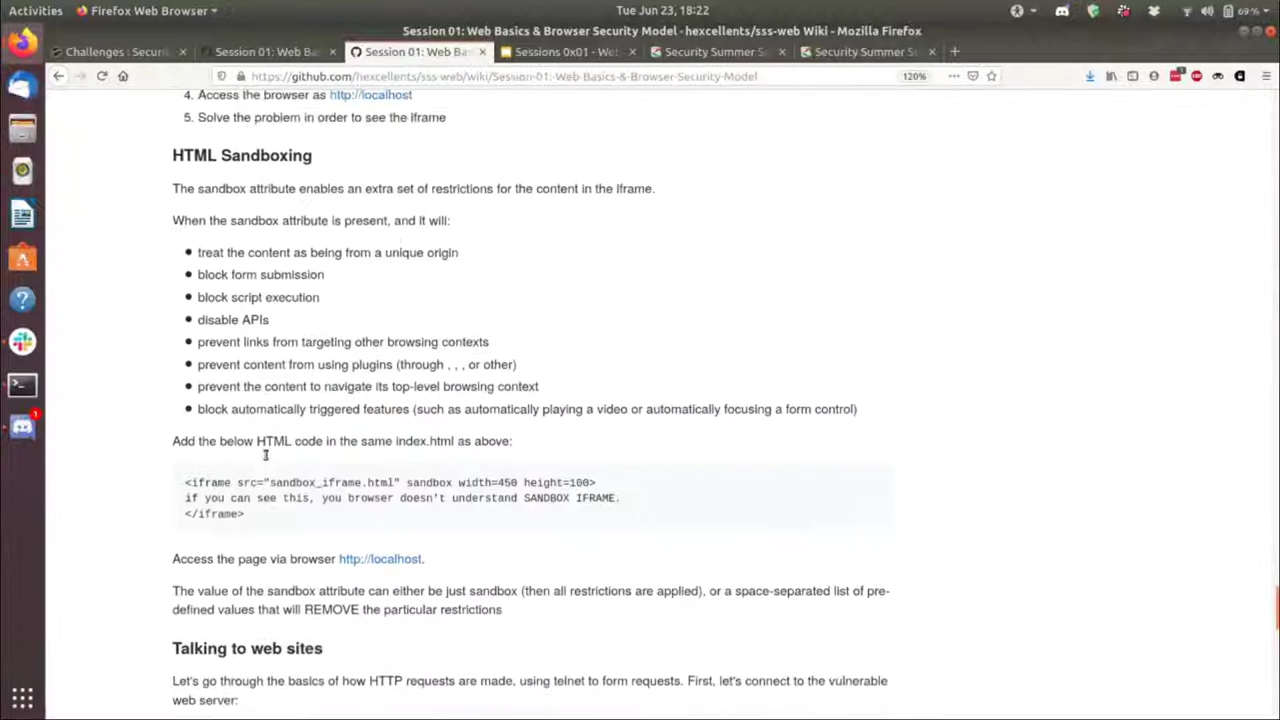 Activities
Firefox Web Browser
Tue Jun 23, 18:22
69 %
Session 01: Web Basics & Browser Security Model - hexcellents/sss-web Wiki - Mozilla Firefox
Challenges : Securi
Session 01: Web Ba
Session 01: Web Ba
Sessions 0x01 - We
Security Summer S
Security Summer S
https://github.com/hexcellents/sss-web/wiki/Session-01:-Web-Basics-&-Browser-Security-Model
120%
4. Access the browser as http://localhost
5. Solve the problem in order to see the iframe
HTML Sandboxing
The sandbox attribute enables an extra set of restrictions for the content in the iframe.
When the sandbox attribute is present, and it will:
treat the content as being from a unique origin
block form submission
block script execution
disable APIs
prevent links from targeting other browsing contexts
prevent content from using plugins (through , , , or other)
prevent the content to navigate its top-level browsing context
block automatically triggered features (such as automatically playing a video or automatically focusing a form control)
Add the below HTML code in the same index.html as above:
<iframe src="sandbox_iframe.html" sandbox width=450 height=100>
if you can see this, you browser doesn't understand SANDBOX IFRAME.
</iframe>
Access the page via browser http://localhost.
The value of the sandbox attribute can either be just sandbox (then all restrictions are applied), or a space-separated list of pre-
defined values that will REMOVE the particular restrictions
Talking to web sites
Let's go through the basics of how HTTP requests are made, using telnet to form requests. First, let's connect to the vulnerable
web server:
1